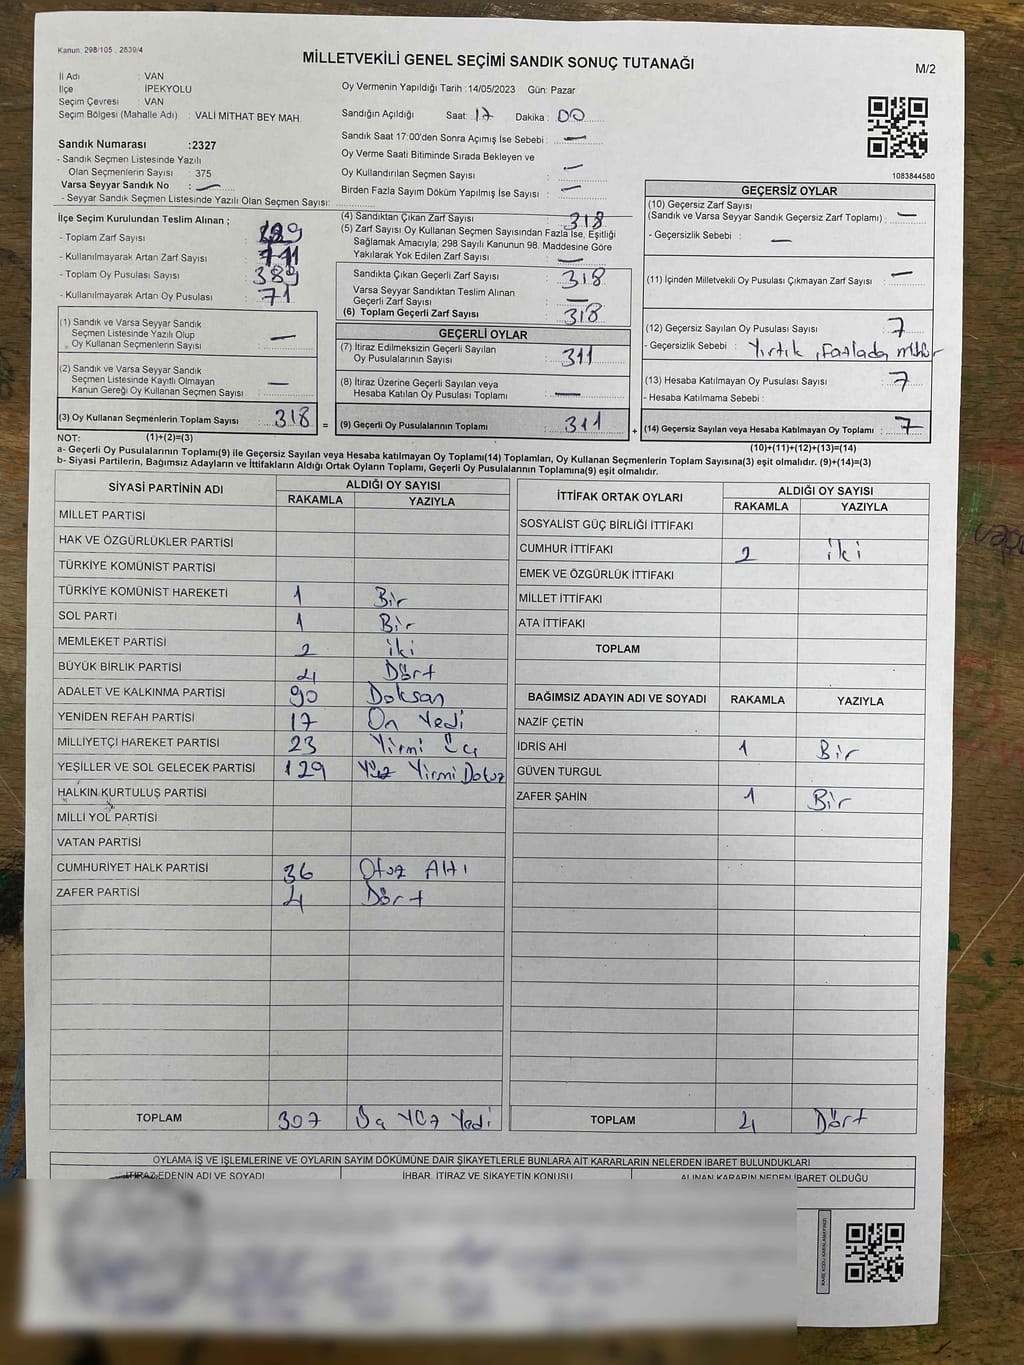 Kanun: 298/105 , 2839/4
MİLLETVEKİLİ GENEL SEÇİMİ SANDIK SONUÇ TUTANAĞI
M/2
İl Adı : VAN
İlçe İPEKYOLU
Seçim Çevresi VAN
Seçim Bölgesi (Mahalle Adı) : VALİ MİTHAT BEY MAH.
Sandık Numarası :2327
- Sandık Seçmen Listesinde Yazılı
Olan Seçmenlerin Sayısı 375
Varsa Seyyar Sandık No : —
- Seyyar Sandık Seçmen Listesinde Yazılı Olan Seçmen Sayısı:
Oy Vermenin Yapıldığı Tarih :14/05/2023 Gün: Pazar
Sandığın Açıldığı Saat: 17 Dakika : 00
Sandık Saat 17:00'den Sonra Açımış İse Sebebi : —
Oy Verme Saati Bitiminde Sırada Bekleyen ve
Oy Kullandırılan Seçmen Sayısı : —
Birden Fazla Sayım Döküm Yapılmış İse Sayısı : —
1083844580
İlçe Seçim Kurulundan Teslim Alınan ;
- Toplam Zarf Sayısı :
- Kullanılmayarak Artan Zarf Sayısı : 71
- Toplam Oy Pusulası Sayısı : 389
- Kullanılmayarak Artan Oy Pusulası : 71
(1) Sandık ve Varsa Seyyar Sandık
Seçmen Listesinde Yazılı Olup
Oy Kullanan Seçmenlerin Sayısı : —
(2) Sandık ve Varsa Seyyar Sandık
Seçmen Listesinde Kayıtlı Olmayan
Kanun Gereği Oy Kullanan Seçmen Sayısı : —
(3) Oy Kullanan Seçmenlerin Toplam Sayısı : 318 =
(4) Sandıktan Çıkan Zarf Sayısı : 318
(5) Zarf Sayısı Oy Kullanan Seçmen Sayısından Fazla İse, Eşitliği
Sağlamak Amacıyla, 298 Sayılı Kanunun 98. Maddesine Göre
Yakılarak Yok Edilen Zarf Sayısı : —
Sandıkta Çıkan Geçerli Zarf Sayısı : 318
Varsa Seyyar Sandıktan Teslim Alınan
Geçerli Zarf Sayısı : —
(6) Toplam Geçerli Zarf Sayısı : 318
GEÇERLİ OYLAR
(7) İtiraz Edilmeksizin Geçerli Sayılan
Oy Pusulalarının Sayısı : 311
(8) İtiraz Üzerine Geçerli Sayılan veya
Hesaba Katılan Oy Pusulası Toplamı : —
(9) Geçerli Oy Pusulalarının Toplamı : 311 +
GEÇERSİZ OYLAR
(10) Geçersiz Zarf Sayısı
(Sandık ve Varsa Seyyar Sandık Geçersiz Zarf Toplamı) : —
- Geçersizlik Sebebi : —
(11) İçinden Milletvekili Oy Pusulası Çıkmayan Zarf Sayısı : —
(12) Geçersiz Sayılan Oy Pusulası Sayısı : 7
- Geçersizlik Sebebi : Yırtık, fazlada mühür
(13) Hesaba Katılmayan Oy Pusulası Sayısı : 7
- Hesaba Katılmama Sebebi :
(14) Geçersiz Sayılan veya Hesaba Katılmayan Oy Toplamı : 7
NOT: (1)+(2)=(3) (10)+(11)+(12)+(13)=(14)
a- Geçerli Oy Pusulaları(9) ile Geçersiz Sayılan veya Hesaba katılmayan Oy Toplamı(14) Toplamları, Oy Kullanan Seçmenlerin Toplam Sayısına(3) eşit olmalıdır. (9)+(14)=(3)
b- Siyasi Partilerin, Bağımsız Adayların ve İttifakların Aldığı Ortak Oyların Toplamı, Geçerli Oy Pusulalarının Toplamına(9) eşit olmalıdır.
SİYASİ PARTİNİN ADI ALDIĞI OY SAYISI
RAKAMLA YAZIYLA
MİLLET PARTİSİ
HAK VE ÖZGÜRLÜKLER PARTİSİ
TÜRKİYE KOMÜNİST PARTİSİ
TÜRKİYE KOMÜNİST HAREKETİ 1 Bir
SOL PARTİ 1 Bir
MEMLEKET PARTİSİ 2 iki
BÜYÜK BİRLİK PARTİSİ 4 Dört
ADALET VE KALKINMA PARTİSİ 90 Doksan
YENİDEN REFAH PARTİSİ 17 On Yedi
MİLLİYETÇİ HAREKET PARTİSİ 23 Yirmi Üç
YEŞİLLER VE SOL GELECEK PARTİSİ 129 Yüz Yirmi Dokuz
HALKIN KURTULUŞ PARTİSİ
MİLLİ YOL PARTİSİ
VATAN PARTİSİ
CUMHURİYET HALK PARTİSİ 36 Otuz Altı
ZAFER PARTİSİ 4 Dört
TOPLAM 307 Üç Yüz Yedi
İTTİFAK ORTAK OYLARI ALDIĞI OY SAYISI
RAKAMLA YAZIYLA
SOSYALİST GÜÇ BİRLİĞİ İTTİFAKI
CUMHUR İTTİFAKI 2 iki
EMEK VE ÖZGÜRLÜK İTTİFAKI
MİLLET İTTİFAKI
ATA İTTİFAKI
TOPLAM
BAĞIMSIZ ADAYIN ADI VE SOYADI RAKAMLA YAZIYLA
NAZİF ÇETİN
İDRİS AHİ 1 Bir
GÜVEN TURGUL
ZAFER ŞAHİN 1 Bir
TOPLAM 4 Dört
OYLAMA İŞ VE İŞLEMLERİNE VE OYLARIN SAYIM DÖKÜMÜNE DAİR ŞİKAYETLERLE BUNLARA AİT KARARLARIN NELERDEN İBARET BULUNDUKLARI
İTİRAZ EDENİN ADI VE SOYADI İHBAR, İTİRAZ VE ŞİKAYETİN KONUSU ALINAN KARARIN NEDEN İBARET OLDUĞU
KARE KODU KARALAMAYINIZ!